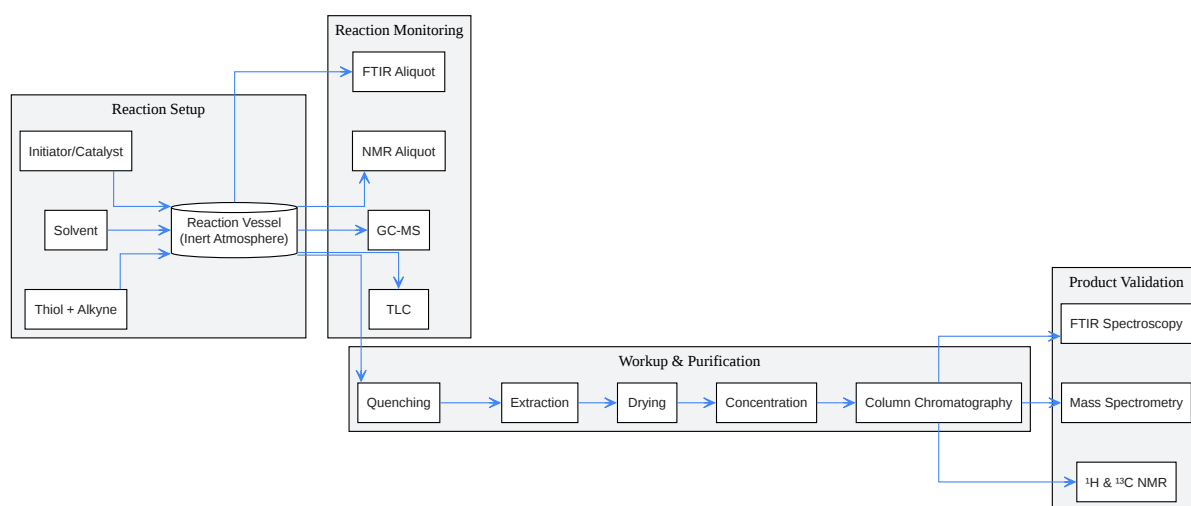 Reaction Monitoring
FTIR Aliquot
NMR Aliquot
GC-MS
TLC
Reaction Setup
Initiator/Catalyst
Solvent
Thiol + Alkyne
Reaction Vessel
(Inert Atmosphere)
Workup & Purification
Quenching
Extraction
Drying
Concentration
Column Chromatography
Product Validation
FTIR Spectroscopy
Mass Spectrometry
¹H & ¹³C NMR